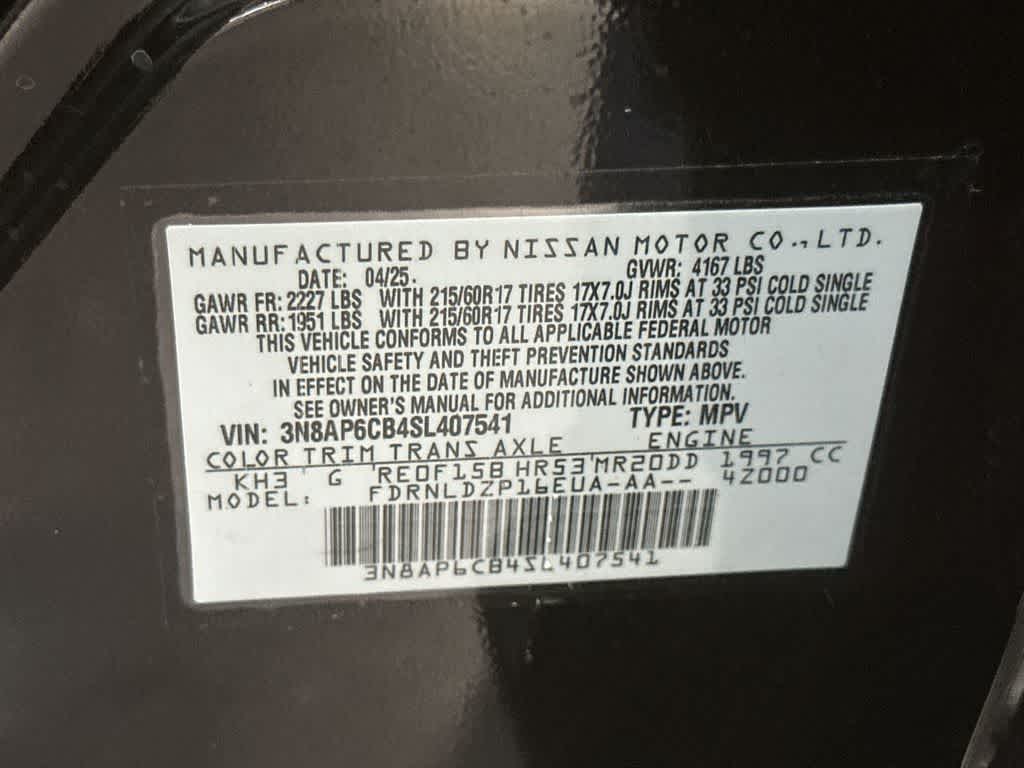 MANUFACTURED BY NISSAN MOTOR CO.,LTD.
DATE: 04/25. GVWR: 4167 LBS
GAWR FR: 2227 LBS WITH 215/60R17 TIRES 17X7.0J RIMS AT 33 PSI COLD SINGLE
GAWR RR: 1951 LBS WITH 215/60R17 TIRES 17X7.0J RIMS AT 33 PSI COLD SINGLE
THIS VEHICLE CONFORMS TO ALL APPLICABLE FEDERAL MOTOR
VEHICLE SAFETY AND THEFT PREVENTION STANDARDS
IN EFFECT ON THE DATE OF MANUFACTURE SHOWN ABOVE.
SEE OWNER'S MANUAL FOR ADDITIONAL INFORMATION.
VIN: 3N8AP6CB4SL407541 TYPE: MPV
COLOR TRIM TRANS AXLE ENGINE
KH3 G RE0F15B HR53 MR20DD 1997 CC
MODEL: FDRNLDZP16EUA-AA-- 4Z000
3N8AP6CB4SL407541